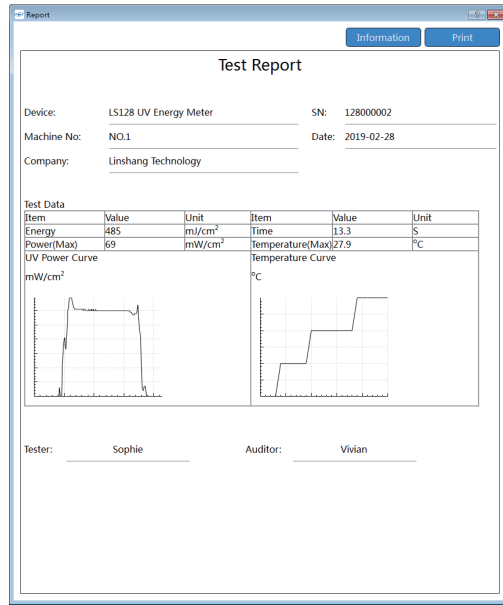 Report
Information Print
Test Report
Device: LS128 UV Energy Meter SN: 128000002
Machine No: NO.1 Date: 2019-02-28
Company: Linshang Technology
Test Data
Item Value Unit Item Value Unit
Energy 485 mJ/cm² Time 13.3 S
Power(Max) 69 mW/cm² Temperature(Max) 27.9 °C
UV Power Curve Temperature Curve
mW/cm² °C
Tester: Sophie Auditor: Vivian